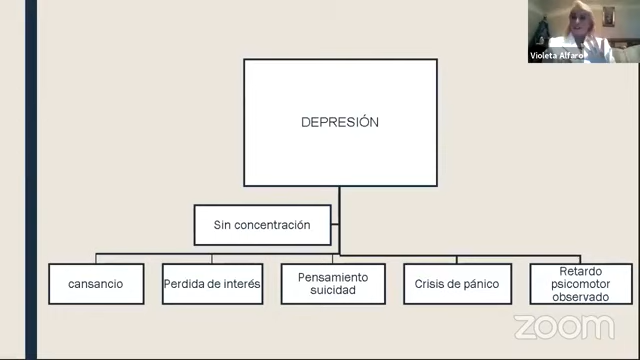 Violeta Alfaro
DEPRESIÓN
Sin concentración
cansancio
Perdida de interés
Pensamiento
suicidad
Crisis de pánico
Retardo
psicomotor
observado
zoom